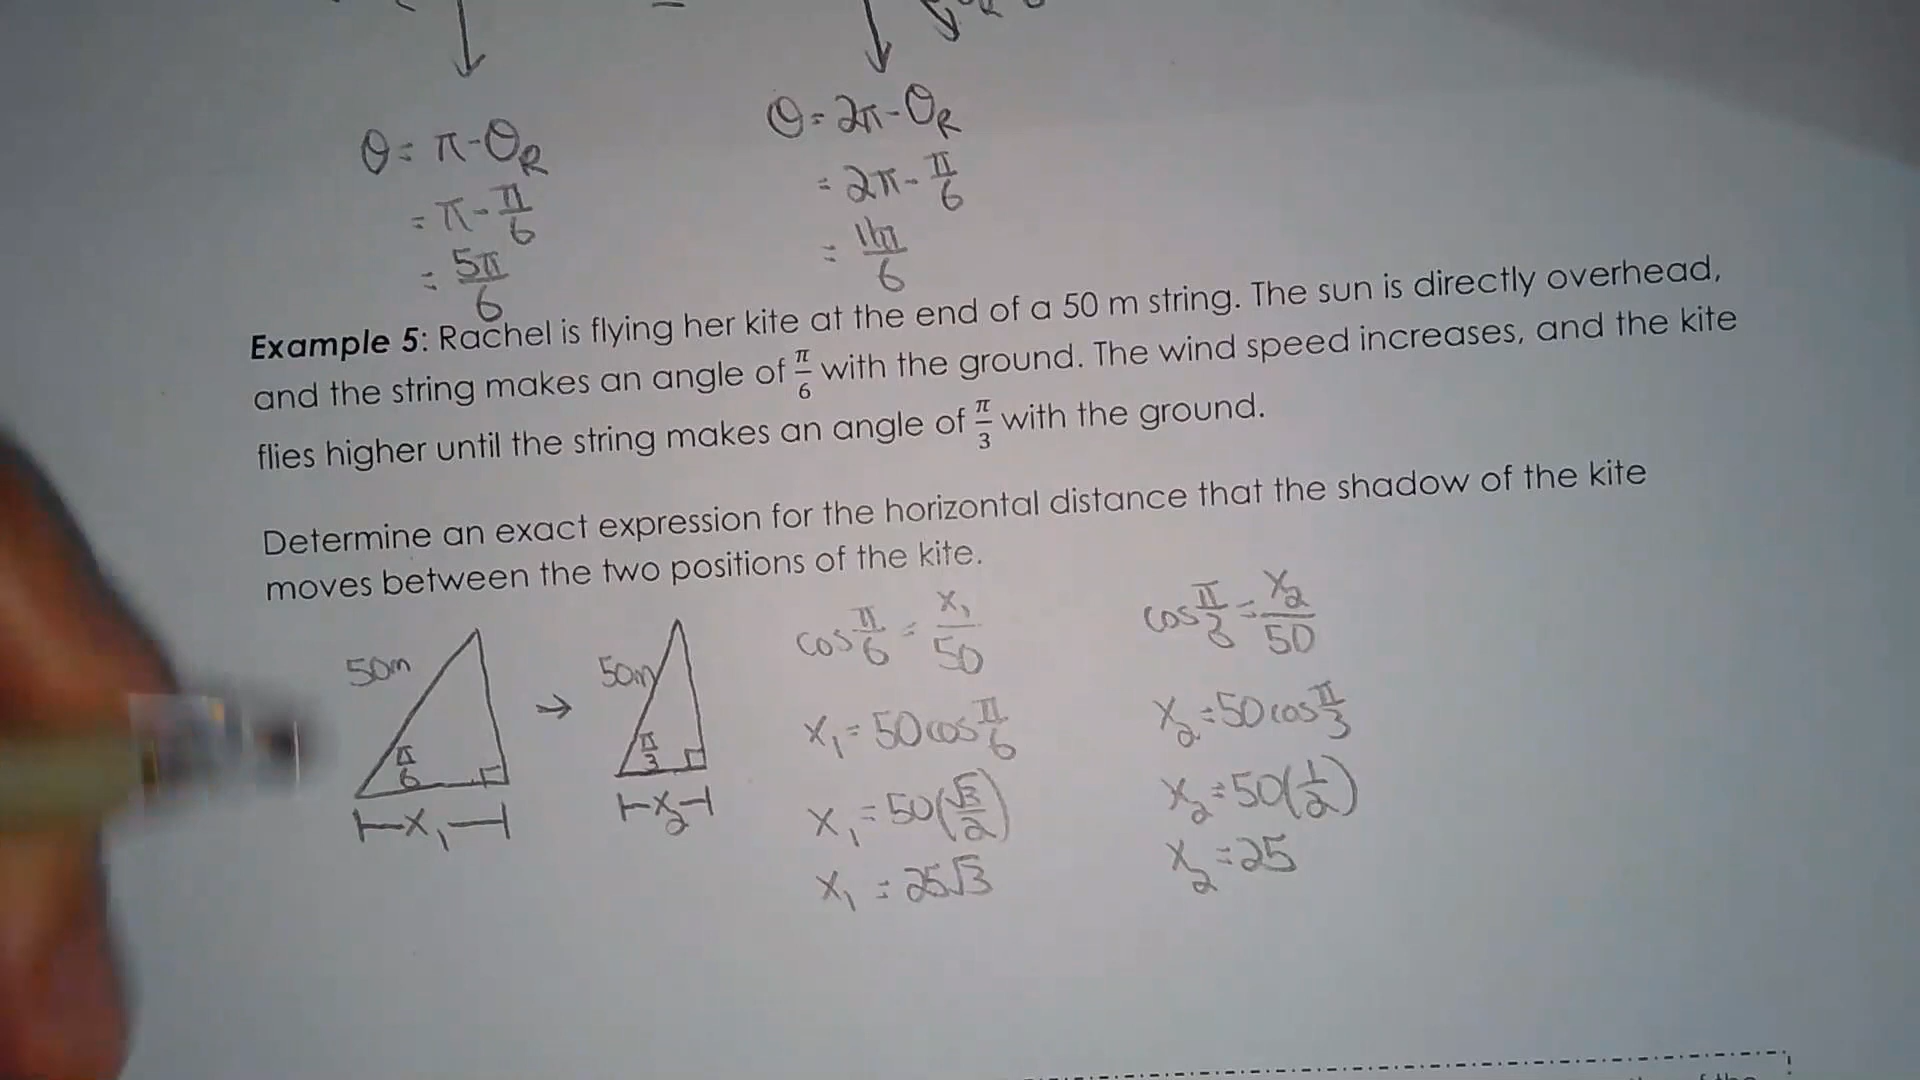 θ = π - θR
= π - π/6
= 5π/6
θ = 2π - θR
= 2π - π/6
= 11π/6
Example 5: Rachel is flying her kite at the end of a 50 m string. The sun is directly overhead,
and the string makes an angle of π/6 with the ground. The wind speed increases, and the kite
flies higher until the string makes an angle of π/3 with the ground.
Determine an exact expression for the horizontal distance that the shadow of the kite
moves between the two positions of the kite.
50m
π/6
x₁
→
50m
π/3
x₂
cos π/6 = x₁/50
x₁ = 50cos π/6
x₁ = 50(√3/2)
x₁ = 25√3
cos π/3 = x₂/50
x₂ = 50cos π/3
x₂ = 50(1/2)
x₂ = 25